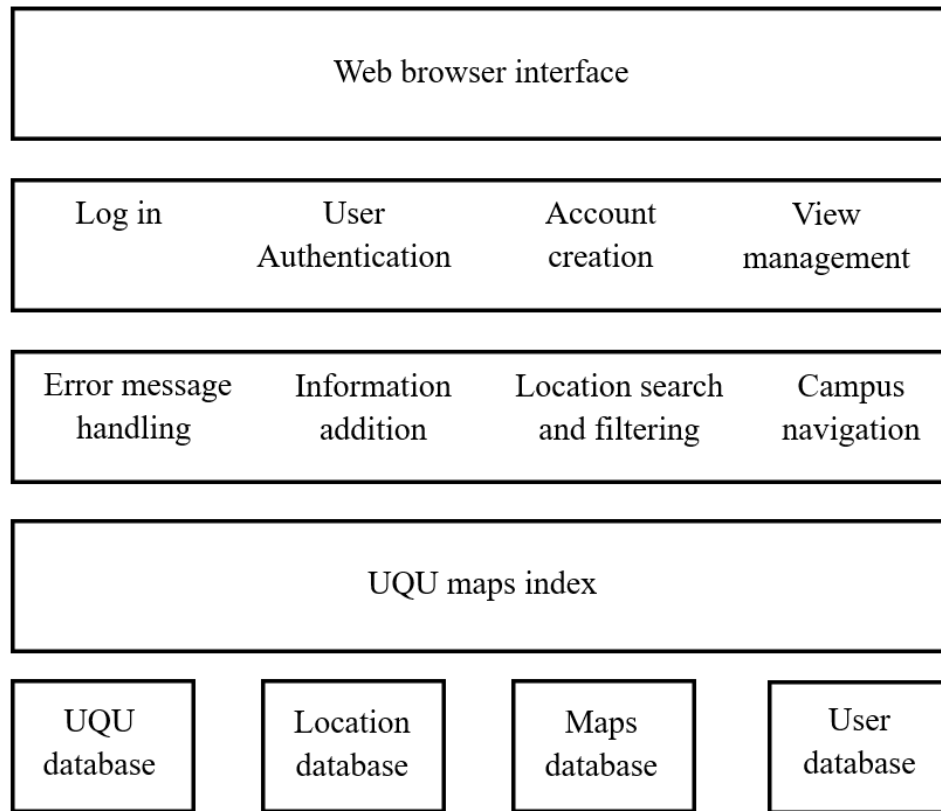 Web browser interface
Log in
User
Authentication
Account
creation
View
management
Error message
handling
Information
addition
Location search
and filtering
Campus
navigation
UQU maps index
UQU
database
Location
database
Maps
database
User
database